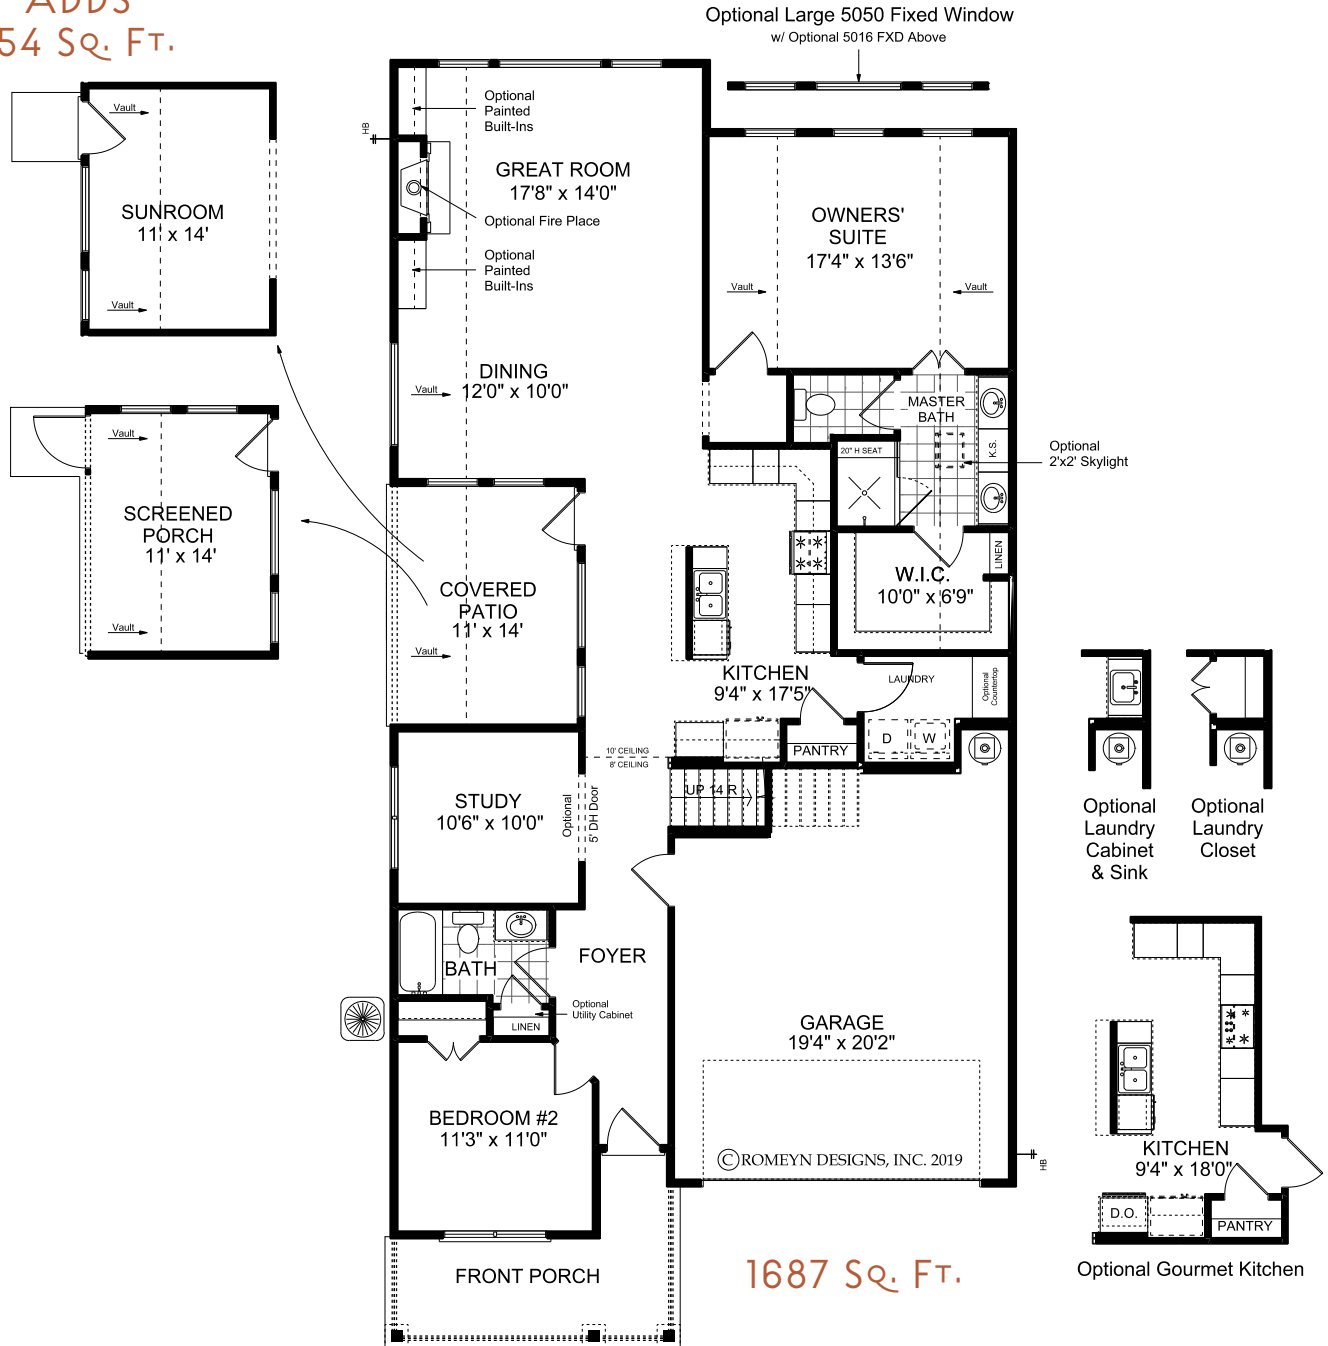 ADDS
54 SQ. FT.
Optional Large 5050 Fixed Window
w/ Optional 5016 FXD Above
Vault
SUNROOM
11' x 14'
Vault
HB
Optional
Painted
Built-Ins
GREAT ROOM
17'8" x 14'0"
Optional Fire Place
Optional
Painted
Built-Ins
OWNERS'
SUITE
17'4" x 13'6"
Vault
Vault
DINING
12'0" x 10'0"
Vault
MASTER
BATH
20" H SEAT
K.S.
Optional
2'x2' Skylight
Vault
SCREENED
PORCH
11' x 14'
Vault
COVERED
PATIO
11' x 14'
Vault
W.I.C.
10'0" x 6'9"
LINEN
KITCHEN
9'4" x 17'5"
LAUNDRY
Optional
Countertop
PANTRY
D
W
10' CEILING
8' CEILING
UP 14 R
STUDY
10'6" x 10'0"
Optional
5' DH Door
Optional
Laundry
Cabinet
& Sink
Optional
Laundry
Closet
BATH
FOYER
Optional
Utility Cabinet
LINEN
GARAGE
19'4" x 20'2"
BEDROOM #2
11'3" x 11'0"
©ROMEYN DESIGNS, INC. 2019
HB
KITCHEN
9'4" x 18'0"
D.O.
PANTRY
Optional Gourmet Kitchen
FRONT PORCH
1687 SQ. FT.